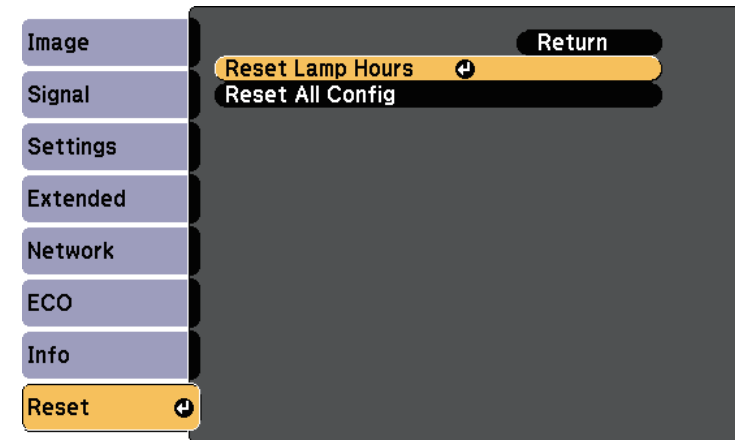 Image
Signal
Settings
Extended
Network
ECO
Info
Reset
Return
Reset Lamp Hours
Reset All Config